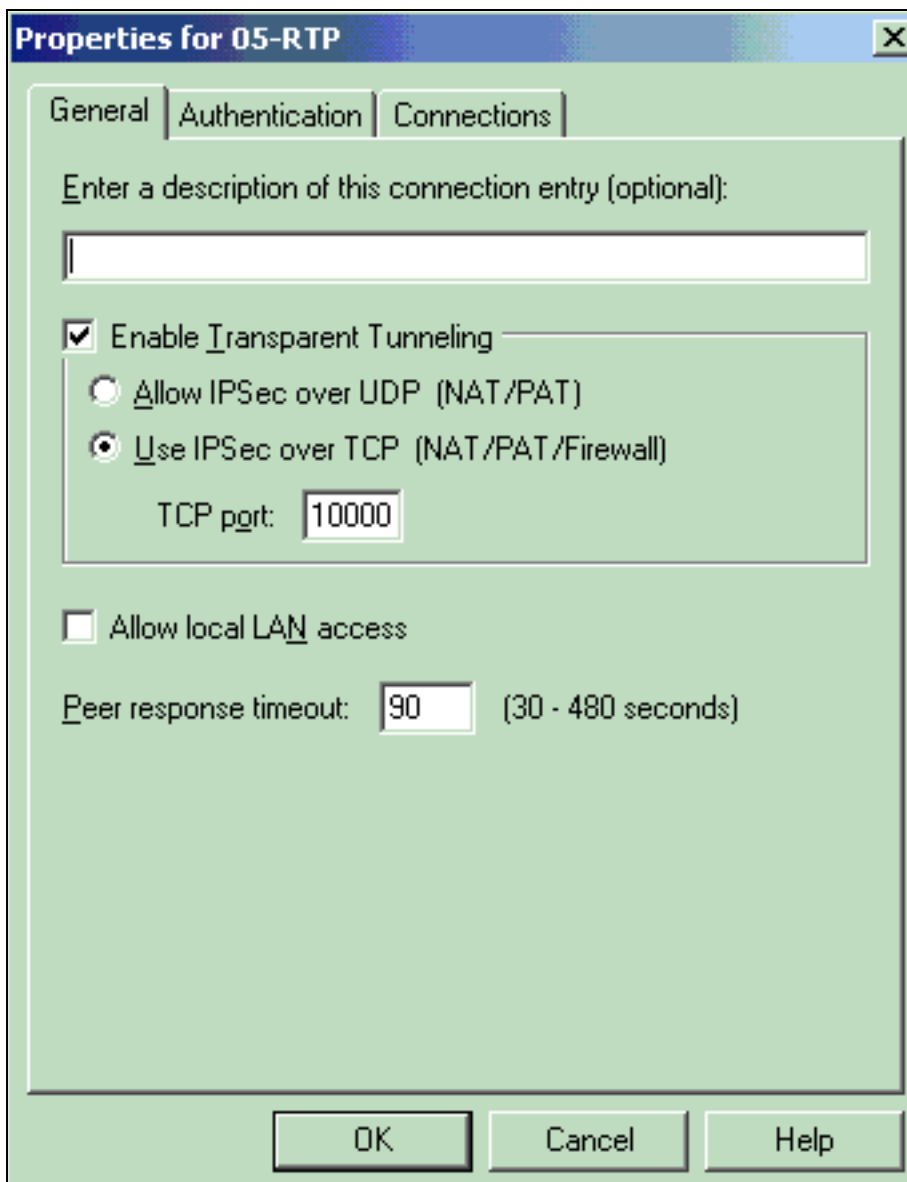 Properties for 05-RTP
General Authentication Connections
Enter a description of this connection entry (optional):
Enable Transparent Tunneling
Allow IPSec over UDP (NAT/PAT)
Use IPSec over TCP (NAT/PAT/Firewall)
TCP port: 10000
Allow local LAN access
Peer response timeout: 90 (30 - 480 seconds)
OK Cancel Help